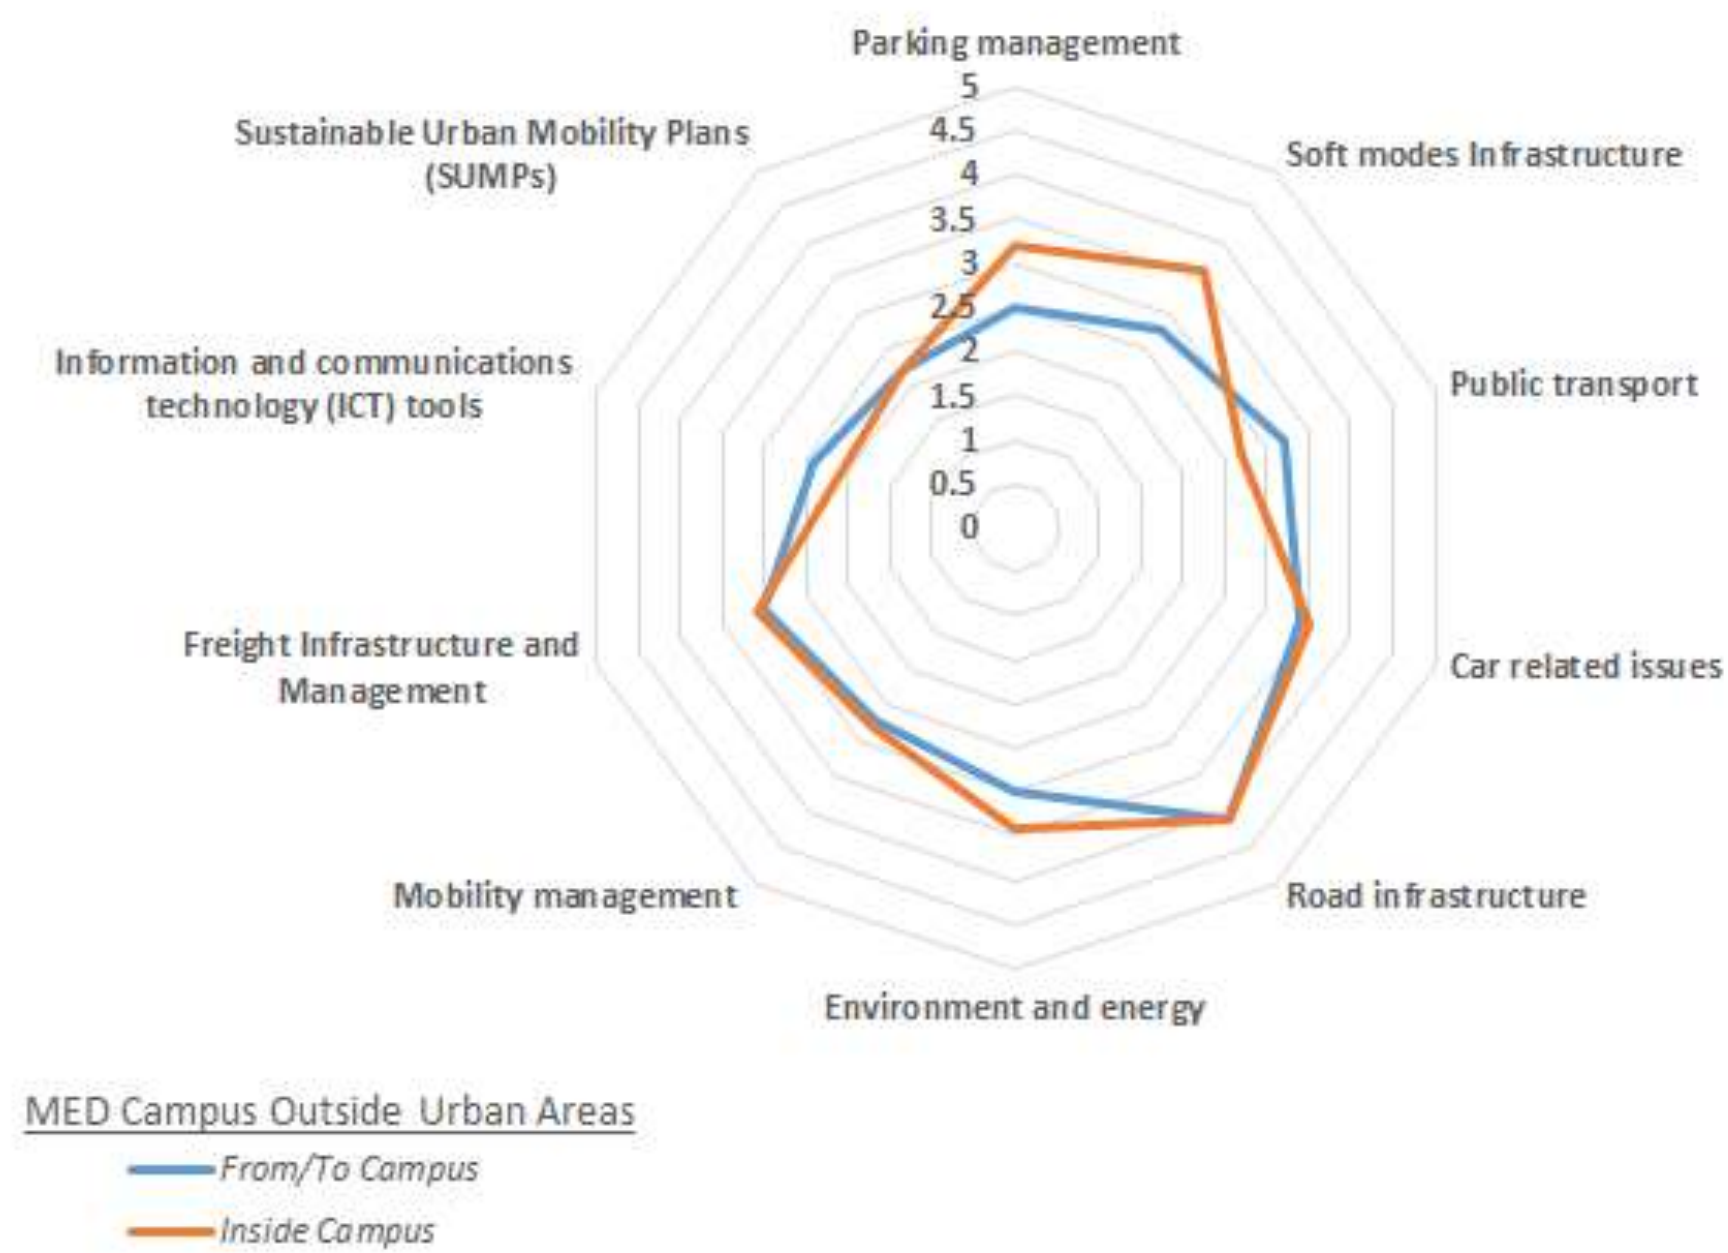 Parking management
5
4.5
4
3.5
3
2.5
2
1.5
1
0.5
0
Soft modes Infrastructure
Public transport
Car related issues
Road infrastructure
Environment and energy
Mobility management
Freight Infrastructure and
Management
Information and communications
technology (ICT) tools
Sustainable Urban Mobility Plans
(SUMPs)
MED Campus Outside Urban Areas
From/To Campus
Inside Campus